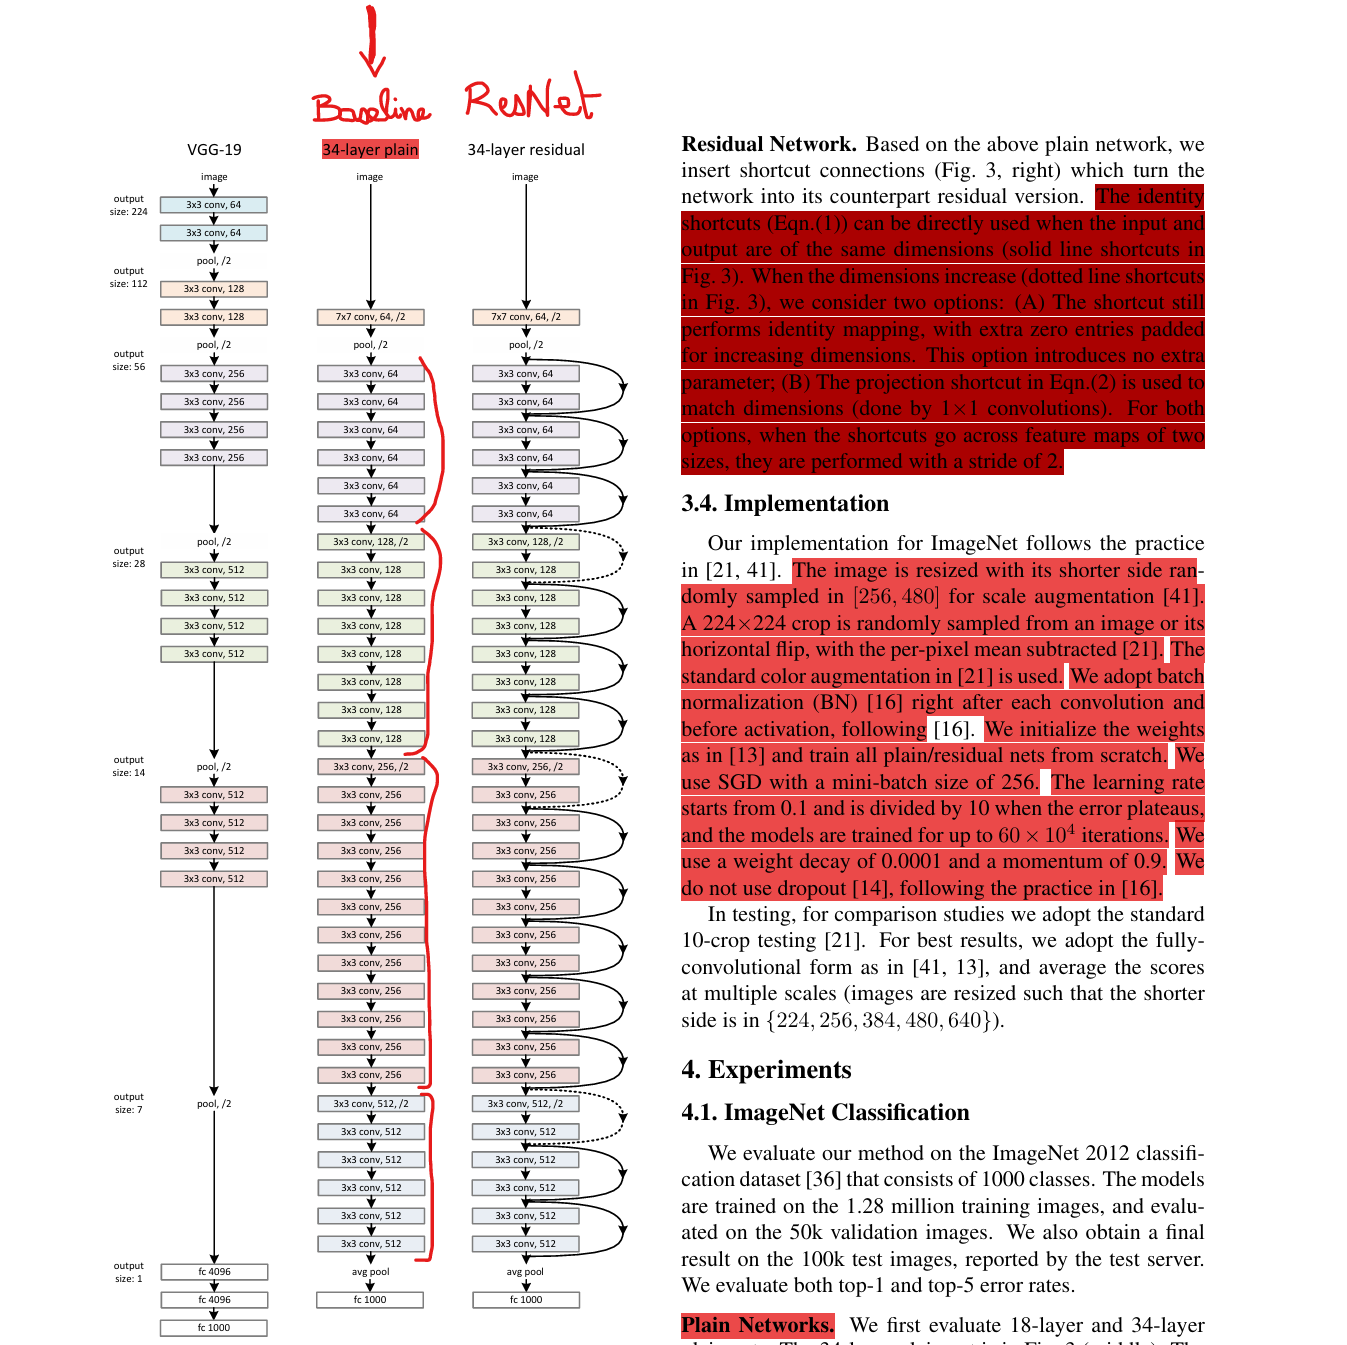 Baseline
ResNet
VGG-19
image
output
size: 224
3x3 conv, 64
3x3 conv, 64
pool, /2
output
size: 112
3x3 conv, 128
3x3 conv, 128
pool, /2
output
size: 56
3x3 conv, 256
3x3 conv, 256
3x3 conv, 256
3x3 conv, 256
pool, /2
output
size: 28
3x3 conv, 512
3x3 conv, 512
3x3 conv, 512
3x3 conv, 512
pool, /2
output
size: 14
3x3 conv, 512
3x3 conv, 512
3x3 conv, 512
3x3 conv, 512
pool, /2
output
size: 7
output
size: 1
fc 4096
fc 4096
fc 1000
34-layer plain
image
7x7 conv, 64, /2
pool, /2
3x3 conv, 64
3x3 conv, 64
3x3 conv, 64
3x3 conv, 64
3x3 conv, 64
3x3 conv, 64
3x3 conv, 128, /2
3x3 conv, 128
3x3 conv, 128
3x3 conv, 128
3x3 conv, 128
3x3 conv, 128
3x3 conv, 128
3x3 conv, 128
3x3 conv, 256, /2
3x3 conv, 256
3x3 conv, 256
3x3 conv, 256
3x3 conv, 256
3x3 conv, 256
3x3 conv, 256
3x3 conv, 256
3x3 conv, 256
3x3 conv, 256
3x3 conv, 256
3x3 conv, 256
3x3 conv, 512, /2
3x3 conv, 512
3x3 conv, 512
3x3 conv, 512
3x3 conv, 512
3x3 conv, 512
avg pool
fc 1000
34-layer residual
image
7x7 conv, 64, /2
pool, /2
3x3 conv, 64
3x3 conv, 64
3x3 conv, 64
3x3 conv, 64
3x3 conv, 64
3x3 conv, 64
3x3 conv, 128, /2
3x3 conv, 128
3x3 conv, 128
3x3 conv, 128
3x3 conv, 128
3x3 conv, 128
3x3 conv, 128
3x3 conv, 128
3x3 conv, 256, /2
3x3 conv, 256
3x3 conv, 256
3x3 conv, 256
3x3 conv, 256
3x3 conv, 256
3x3 conv, 256
3x3 conv, 256
3x3 conv, 256
3x3 conv, 256
3x3 conv, 256
3x3 conv, 256
3x3 conv, 512, /2
3x3 conv, 512
3x3 conv, 512
3x3 conv, 512
3x3 conv, 512
3x3 conv, 512
avg pool
fc 1000
Residual Network. Based on the above plain network, we
insert shortcut connections (Fig. 3, right) which turn the
network into its counterpart residual version. The identity
shortcuts (Eqn.(1)) can be directly used when the input and
output are of the same dimensions (solid line shortcuts in
Fig. 3). When the dimensions increase (dotted line shortcuts
in Fig. 3), we consider two options: (A) The shortcut still
performs identity mapping, with extra zero entries padded
for increasing dimensions. This option introduces no extra
parameter; (B) The projection shortcut in Eqn.(2) is used to
match dimensions (done by 1×1 convolutions). For both
options, when the shortcuts go across feature maps of two
sizes, they are performed with a stride of 2.
3.4. Implementation
Our implementation for ImageNet follows the practice
in [21, 41]. The image is resized with its shorter side ran-
domly sampled in [256, 480] for scale augmentation [41].
A 224×224 crop is randomly sampled from an image or its
horizontal flip, with the per-pixel mean subtracted [21]. The
standard color augmentation in [21] is used. We adopt batch
normalization (BN) [16] right after each convolution and
before activation, following [16]. We initialize the weights
as in [13] and train all plain/residual nets from scratch. We
use SGD with a mini-batch size of 256. The learning rate
starts from 0.1 and is divided by 10 when the error plateaus,
and the models are trained for up to 60 × 10⁴ iterations. We
use a weight decay of 0.0001 and a momentum of 0.9. We
do not use dropout [14], following the practice in [16].
In testing, for comparison studies we adopt the standard
10-crop testing [21]. For best results, we adopt the fully-
convolutional form as in [41, 13], and average the scores
at multiple scales (images are resized such that the shorter
side is in {224, 256, 384, 480, 640}).
4. Experiments
4.1. ImageNet Classification
We evaluate our method on the ImageNet 2012 classifi-
cation dataset [36] that consists of 1000 classes. The models
are trained on the 1.28 million training images, and evalu-
ated on the 50k validation images. We also obtain a final
result on the 100k test images, reported by the test server.
We evaluate both top-1 and top-5 error rates.
Plain Networks. We first evaluate 18-layer and 34-layer